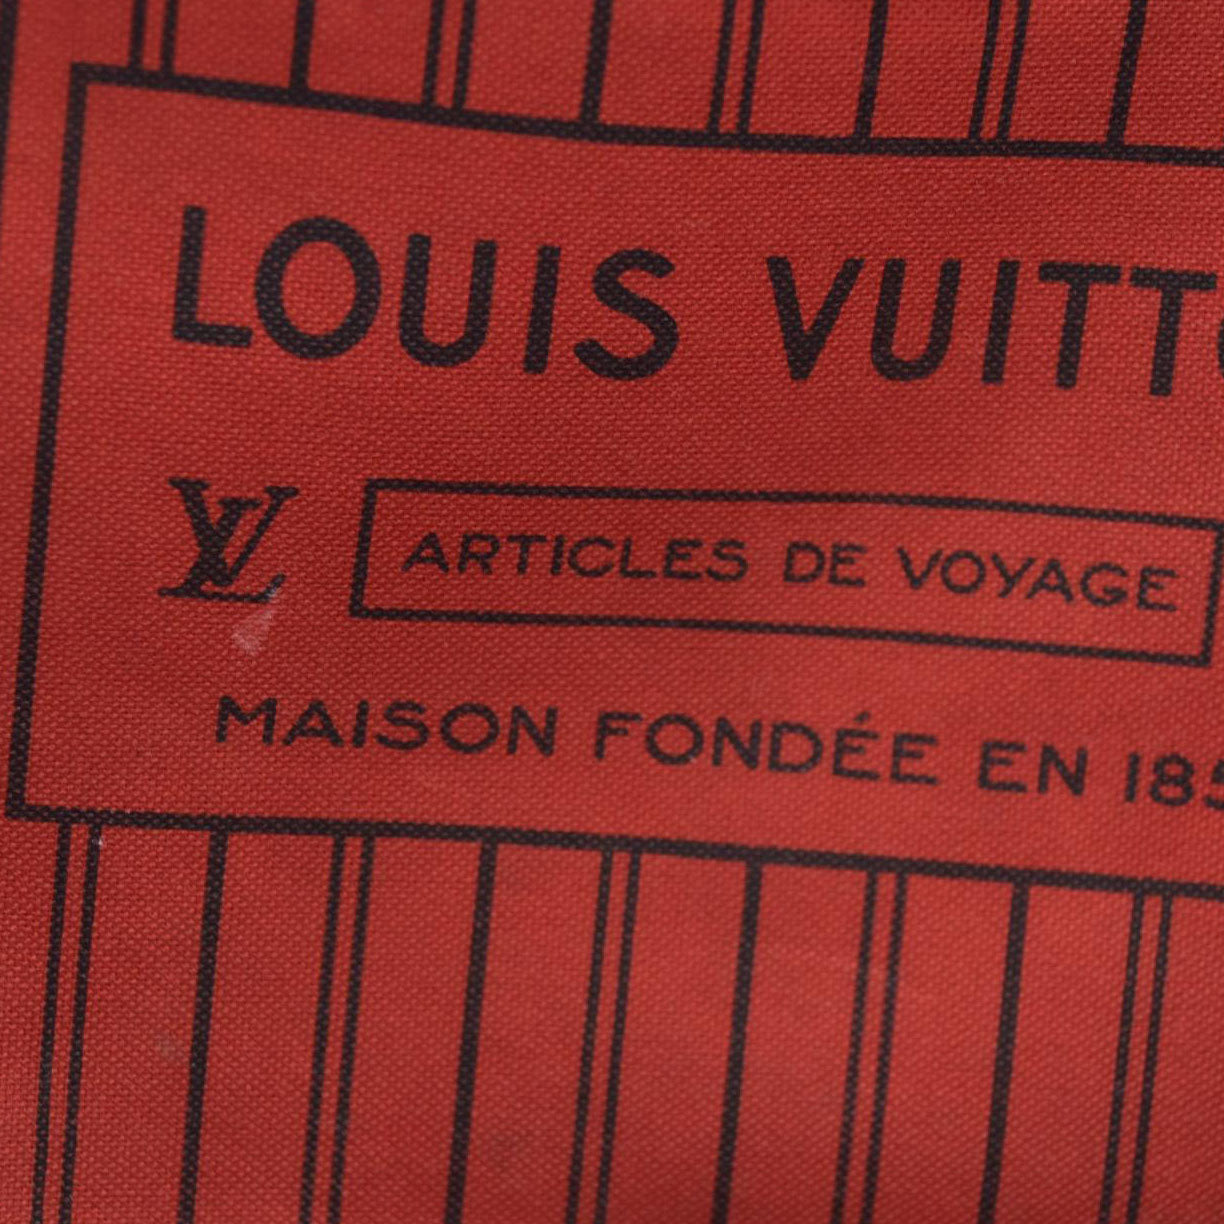 LOUIS VUITT
LV ARTICLES DE VOYAGE
MAISON FONDÉE EN 185